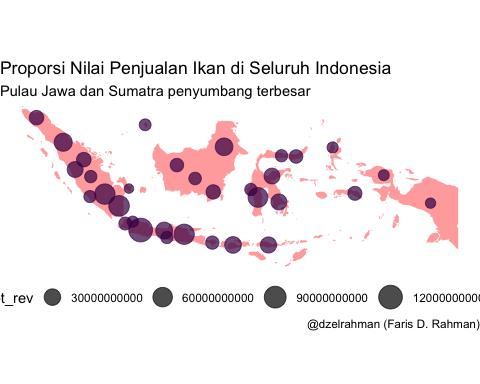 Proporsi Nilai Penjualan Ikan di Seluruh Indonesia
Pulau Jawa dan Sumatra penyumbang terbesar
t_rev 30000000000 60000000000 90000000000 12000000000
@dzelrahman (Faris D. Rahman)